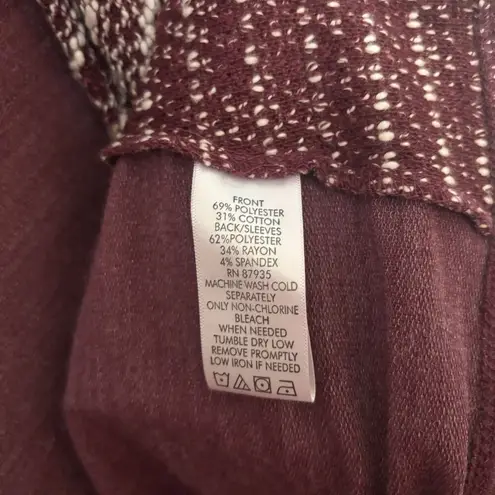 FRONT
69% POLYESTER
31% COTTON
BACK/SLEEVES
62%POLYESTER
34% RAYON
4% SPANDEX
RN 87935
MACHINE WASH COLD
SEPARATELY
ONLY NON-CHLORINE
BLEACH
WHEN NEEDED
TUMBLE DRY LOW
REMOVE PROMPTLY
LOW IRON IF NEEDED